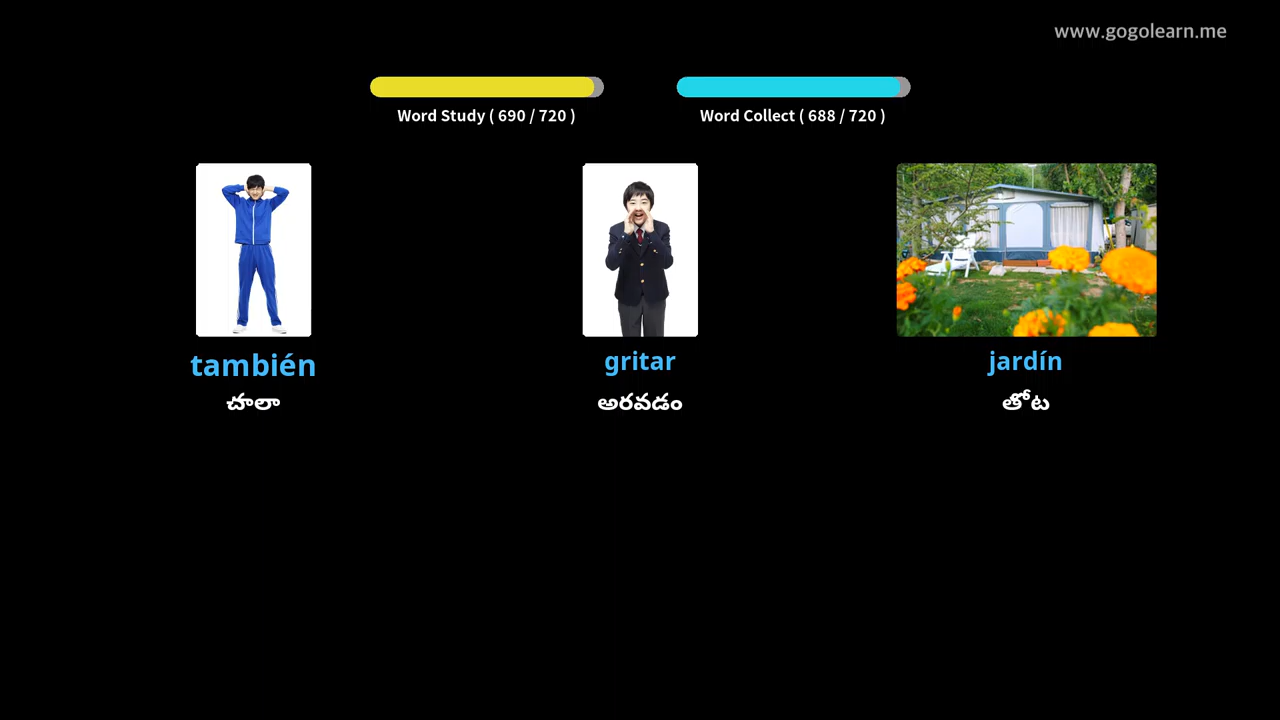 www.gogolearn.me
Word Study ( 690 / 720 )
Word Collect ( 688 / 720 )
también
gritar
jardín
చాలా
అరవడం
తోట